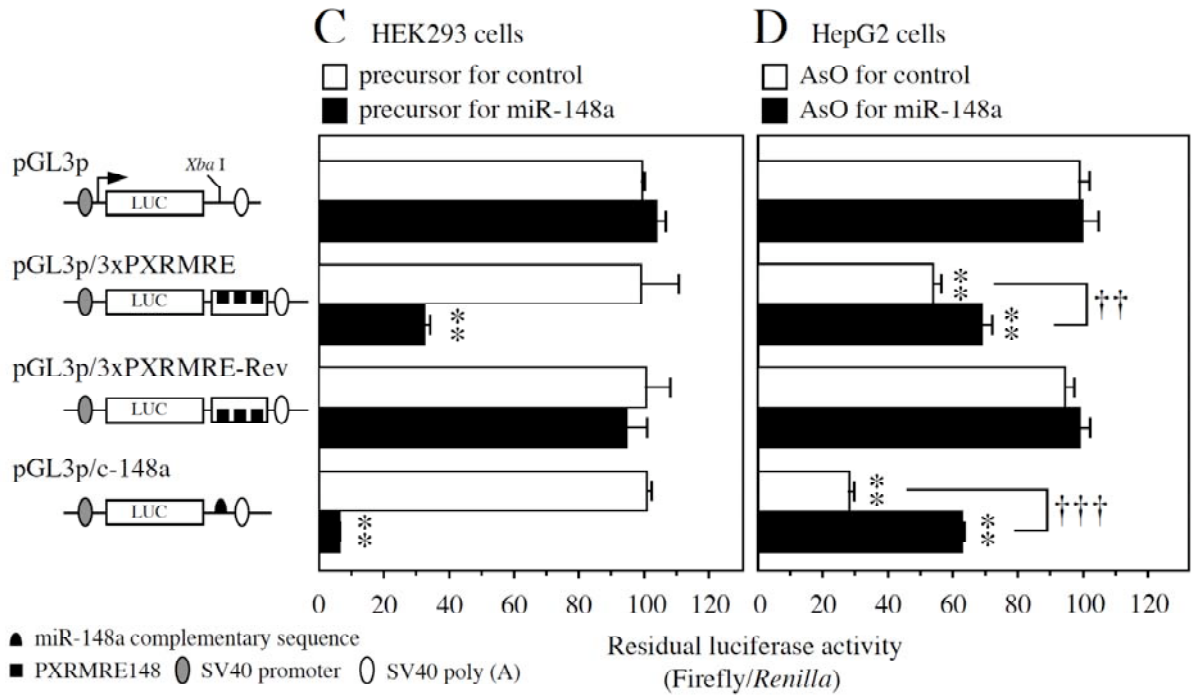 C HEK293 cells
precursor for control
precursor for miR-148a
D HepG2 cells
AsO for control
AsO for miR-148a
pGL3p
Xba I
LUC
pGL3p/3xPXRMRE
LUC
**
**
**
††
pGL3p/3xPXRMRE-Rev
LUC
pGL3p/c-148a
LUC
**
**
**
†††
0 20 40 60 80 100 120
0 20 40 60 80 100 120
Residual luciferase activity
(Firefly/Renilla)
miR-148a complementary sequence
PXRMRE148 SV40 promoter SV40 poly (A)